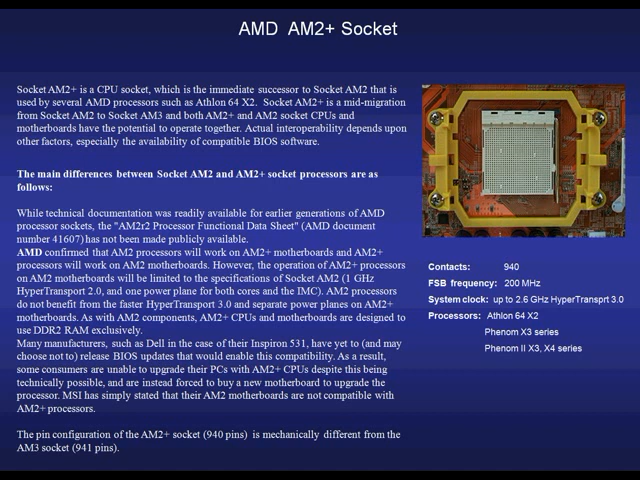 AMD AM2+ Socket
Socket AM2+ is a CPU socket, which is the immediate successor to Socket AM2 that is
used by several AMD processors such as Athlon 64 X2. Socket AM2+ is a mid-migration
from Socket AM2 to Socket AM3 and both AM2+ and AM2 socket CPUs and
motherboards have the potential to operate together. Actual interoperability depends upon
other factors, especially the availability of compatible BIOS software.
The main differences between Socket AM2 and AM2+ socket processors are as
follows:
While technical documentation was readily available for earlier generations of AMD
processor sockets, the "AM2r2 Processor Functional Data Sheet" (AMD document
number 41607) has not been made publicly available.
AMD confirmed that AM2 processors will work on AM2+ motherboards and AM2+
processors will work on AM2 motherboards. However, the operation of AM2+ processors
on AM2 motherboards will be limited to the specifications of Socket AM2 (1 GHz
HyperTransport 2.0, and one power plane for both cores and the IMC). AM2 processors
do not benefit from the faster HyperTransport 3.0 and separate power planes on AM2+
motherboards. As with AM2 components, AM2+ CPUs and motherboards are designed to
use DDR2 RAM exclusively.
Many manufacturers, such as Dell in the case of their Inspiron 531, have yet to (and may
choose not to) release BIOS updates that would enable this compatibility. As a result,
some consumers are unable to upgrade their PCs with AM2+ CPUs despite this being
technically possible, and are instead forced to buy a new motherboard to upgrade the
processor. MSI has simply stated that their AM2 motherboards are not compatible with
AM2+ processors.
The pin configuration of the AM2+ socket (940 pins) is mechanically different from the
AM3 socket (941 pins).
Contacts: 940
FSB frequency: 200 MHz
System clock: up to 2.6 GHz HyperTransprt 3.0
Processors: Athlon 64 X2
Phenom X3 series
Phenom II X3, X4 series